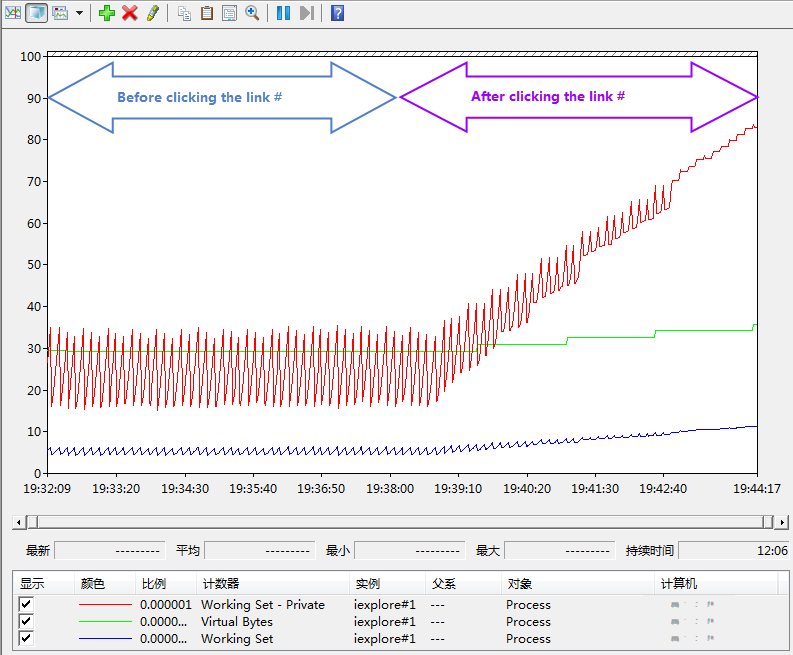 100
Before clicking the link #
After clicking the link #
90
80
70
60
50
40
30
20
10
0
19:32:09 19:33:20 19:34:30 19:35:40 19:36:50 19:38:00 19:39:10 19:40:20 19:41:30 19:42:40 19:44:17
最新 --------- 平均 --------- 最小 --------- 最大 --------- 持续时间 12:06
显示 颜色 比例 计数器 实例 父系 对象 计算机
0.000001 Working Set - Private iexplore#1 --- Process
0.0000... Virtual Bytes iexplore#1 --- Process
0.0000... Working Set iexplore#1 --- Process